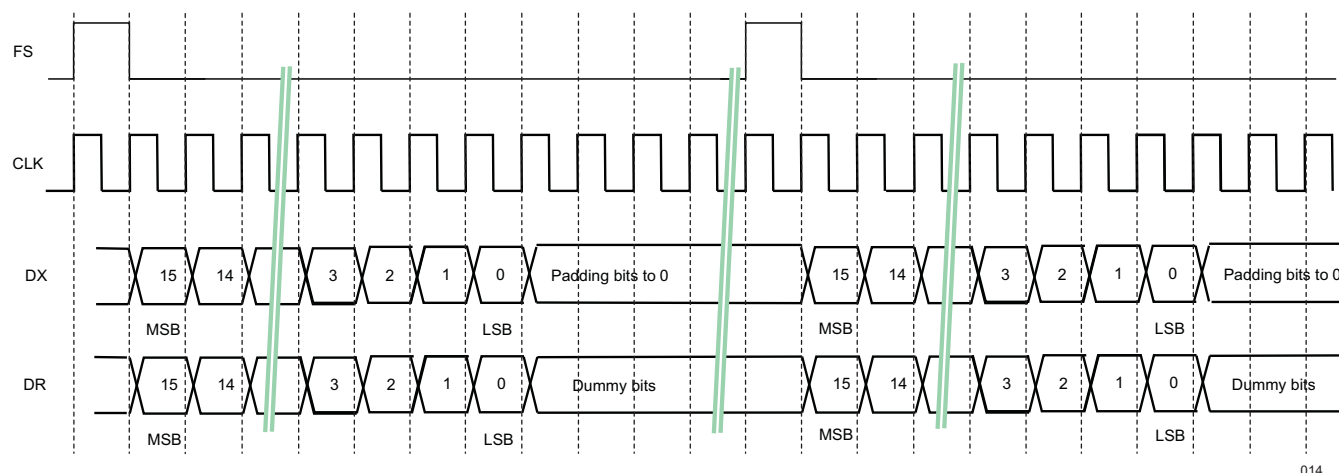 FS
CLK
DX 15 14 3 2 1 0 Padding bits to 0 15 14 3 2 1 0 Padding bits to 0
MSB LSB MSB LSB
DR 15 14 3 2 1 0 Dummy bits 15 14 3 2 1 0 Dummy bits
MSB LSB MSB LSB
014